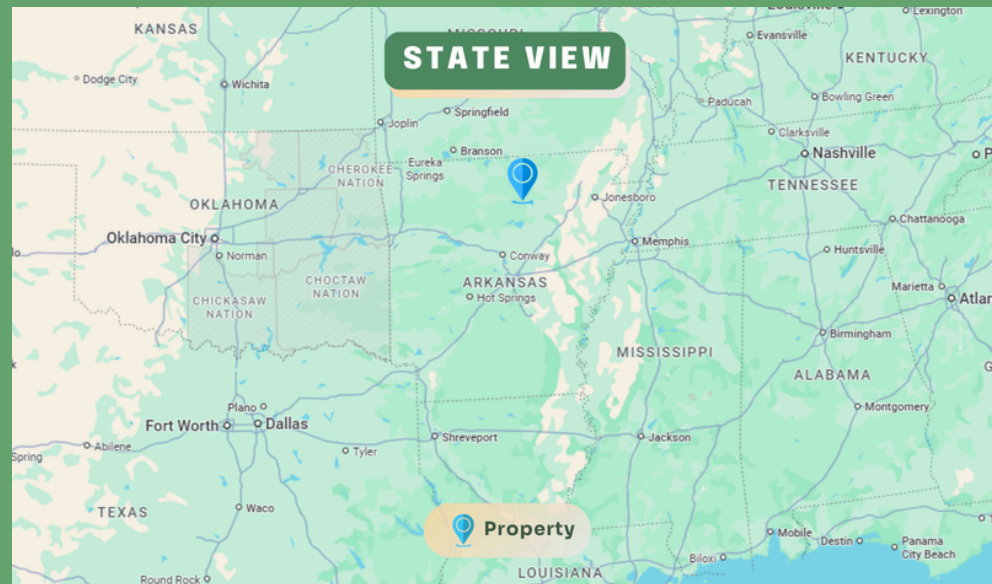 Louisville
Lexington
KANSAS
MISSOURI
Evansville
STATE VIEW
KENTUCKY
Dodge City
Wichita
Paducah
Bowling Green
Springfield
Joplin
Clarksville
Branson
Nashville
Eureka
Springs
CHEROKEE
NATION
TENNESSEE
Jonesboro
OKLAHOMA
Chattanooga
Oklahoma City
Memphis
Huntsville
Norman
Conway
CHOCTAW
NATION
ARKANSAS
Marietta
Hot Springs
CHICKASAW
NATION
Atlan
Birmingham
MISSISSIPPI
ALABAMA
Plano
Montgomery
Fort Worth
Dallas
Abilene
Shreveport
Jackson
Spring
Tyler
TEXAS
Waco
Property
Mobile
Destin
Panama
City Beach
Biloxi
LOUISIANA
Round Rock